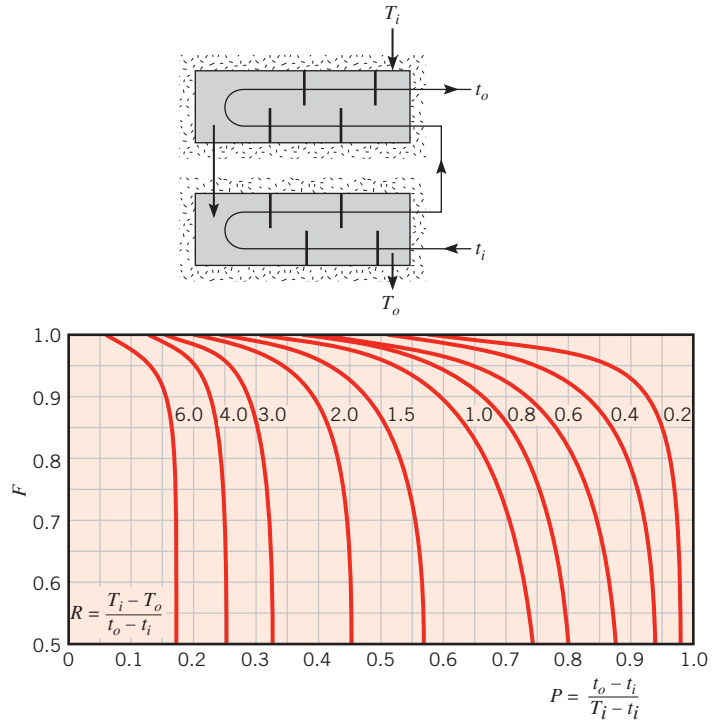 T_i
t_o
t_i
T_o
1.0
0.9
0.8
0.7
0.6
0.5
F
6.0 4.0 3.0 2.0 1.5 1.0 0.8 0.6 0.4 0.2
R = \frac{T_i – T_o}{t_o – t_i}
0 0.1 0.2 0.3 0.4 0.5 0.6 0.7 0.8 0.9 1.0
P = \frac{t_o – t_i}{T_i – t_i}